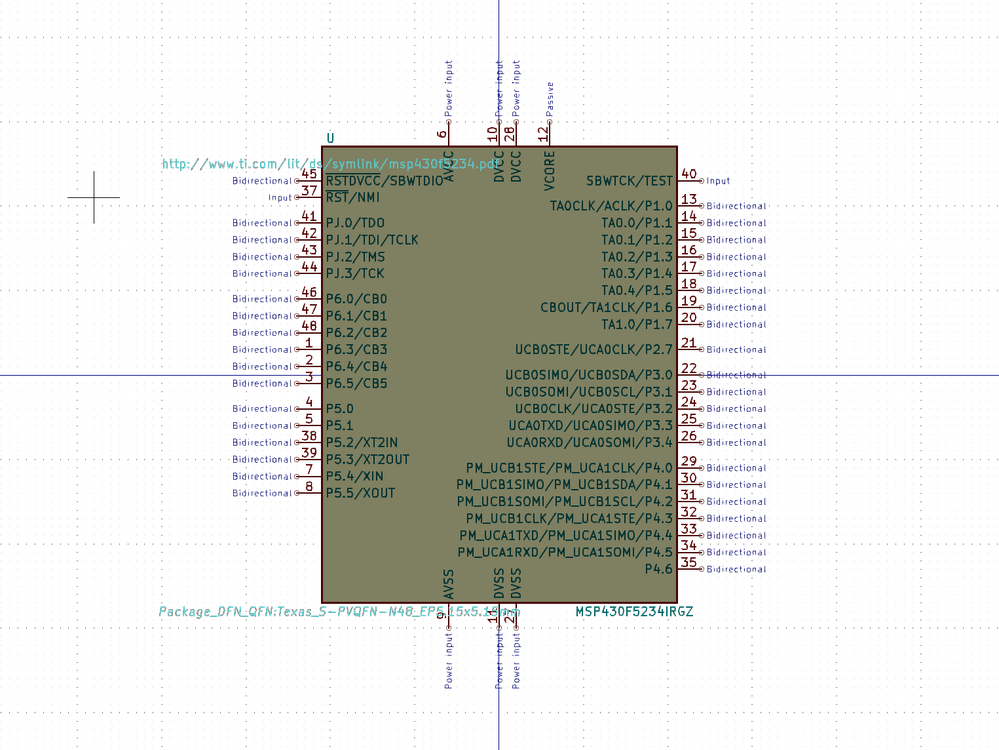 Power input
Power input
Power input
Passive
6
10
28
12
U
AVCC
DVCC
DVCC
VCORE
http://www.ti.com/lit/ds/symlink/msp430f5234.pdf
Bidirectional 45 RSTDVCC/SBWTDIO
SBWTCK/TEST 40 Input
Input 37 RST/NMI
TA0CLK/ACLK/P1.0 13 Bidirectional
Bidirectional 41 PJ.0/TDO
TA0.0/P1.1 14 Bidirectional
Bidirectional 42 PJ.1/TDI/TCLK
TA0.1/P1.2 15 Bidirectional
Bidirectional 43 PJ.2/TMS
TA0.2/P1.3 16 Bidirectional
Bidirectional 44 PJ.3/TCK
TA0.3/P1.4 17 Bidirectional
TA0.4/P1.5 18 Bidirectional
Bidirectional 46 P6.0/CB0
CBOUT/TA1CLK/P1.6 19 Bidirectional
Bidirectional 47 P6.1/CB1
TA1.0/P1.7 20 Bidirectional
Bidirectional 48 P6.2/CB2
Bidirectional 1 P6.3/CB3
UCB0STE/UCA0CLK/P2.7 21 Bidirectional
Bidirectional 2 P6.4/CB4
UCB0SIMO/UCB0SDA/P3.0 22 Bidirectional
Bidirectional 3 P6.5/CB5
UCB0SOMI/UCB0SCL/P3.1 23 Bidirectional
Bidirectional 4 P5.0
UCB0CLK/UCA0STE/P3.2 24 Bidirectional
Bidirectional 5 P5.1
UCA0TXD/UCA0SIMO/P3.3 25 Bidirectional
Bidirectional 38 P5.2/XT2IN
UCA0RXD/UCA0SOMI/P3.4 26 Bidirectional
Bidirectional 39 P5.3/XT2OUT
PM_UCB1STE/PM_UCA1CLK/P4.0 29 Bidirectional
Bidirectional 7 P5.4/XIN
PM_UCB1SIMO/PM_UCB1SDA/P4.1 30 Bidirectional
Bidirectional 8 P5.5/XOUT
PM_UCB1SOMI/PM_UCB1SCL/P4.2 31 Bidirectional
PM_UCB1CLK/PM_UCA1STE/P4.3 32 Bidirectional
PM_UCA1TXD/PM_UCA1SIMO/P4.4 33 Bidirectional
PM_UCA1RXD/PM_UCA1SOMI/P4.5 34 Bidirectional
P4.6 35 Bidirectional
AVSS
DVSS
DVSS
MSP430F5234IRGZ
9
11
Power input
Power input
Power input